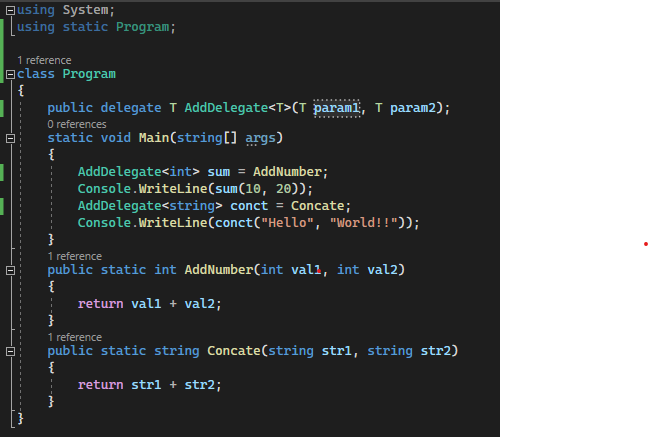 using System;
using static Program;
1 reference
class Program
{
public delegate T AddDelegate<T>(T param1, T param2);
0 references
static void Main(string[] args)
{
AddDelegate<int> sum = AddNumber;
Console.WriteLine(sum(10, 20));
AddDelegate<string> conct = Concate;
Console.WriteLine(conct("Hello", "World!!"));
}
1 reference
public static int AddNumber(int val1, int val2)
{
return val1 + val2;
}
1 reference
public static string Concate(string str1, string str2)
{
return str1 + str2;
}
}